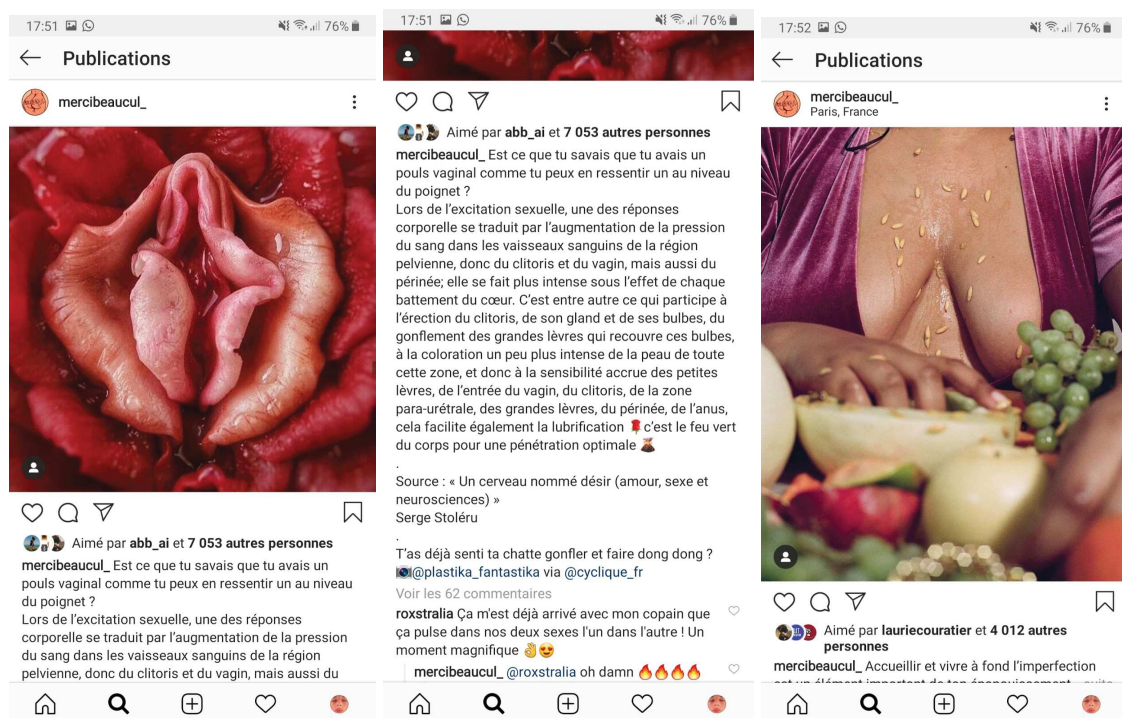 17:51 76%
Publications
mercibeaucul_
Aimé par abb_ai et 7 053 autres personnes
mercibeaucul_ Est ce que tu savais que tu avais un
pouls vaginal comme tu peux en ressentir un au niveau
du poignet ?
Lors de l'excitation sexuelle, une des réponses
corporelle se traduit par l'augmentation de la pression
du sang dans les vaisseaux sanguins de la région
pelvienne, donc du clitoris et du vagin, mais aussi du
17:51 76%
Aimé par abb_ai et 7 053 autres personnes
mercibeaucul_ Est ce que tu savais que tu avais un
pouls vaginal comme tu peux en ressentir un au niveau
du poignet ?
Lors de l'excitation sexuelle, une des réponses
corporelle se traduit par l'augmentation de la pression
du sang dans les vaisseaux sanguins de la région
pelvienne, donc du clitoris et du vagin, mais aussi du
périnée; elle se fait plus intense sous l'effet de chaque
battement du cœur. C'est entre autre ce qui participe à
l'érection du clitoris, de son gland et de ses bulbes, du
gonflement des grandes lèvres qui recouvre ces bulbes,
à la coloration un peu plus intense de la peau de toute
cette zone, et donc à la sensibilité accrue des petites
lèvres, de l'entrée du vagin, du clitoris, de la zone
para-urétrale, des grandes lèvres, du périnée, de l'anus,
cela facilite également la lubrification 🌹c'est le feu vert
du corps pour une pénétration optimale 🌋
.
Source : « Un cerveau nommé désir (amour, sexe et
neurosciences) »
Serge Stoléru
.
T'as déjà senti ta chatte gonfler et faire dong dong ?
📷@plastika_fantastika via @cyclique_fr
Voir les 62 commentaires
roxstralia Ça m'est déjà arrivé avec mon copain que
ça pulse dans nos deux sexes l'un dans l'autre ! Un
moment magnifique 👌😍
mercibeaucul_ @roxstralia oh damn 🔥🔥🔥🔥
17:52 76%
Publications
mercibeaucul_
Paris, France
Aimé par lauriecouratier et 4 012 autres
personnes
mercibeaucul_ Accueillir et vivre à fond l'imperfection